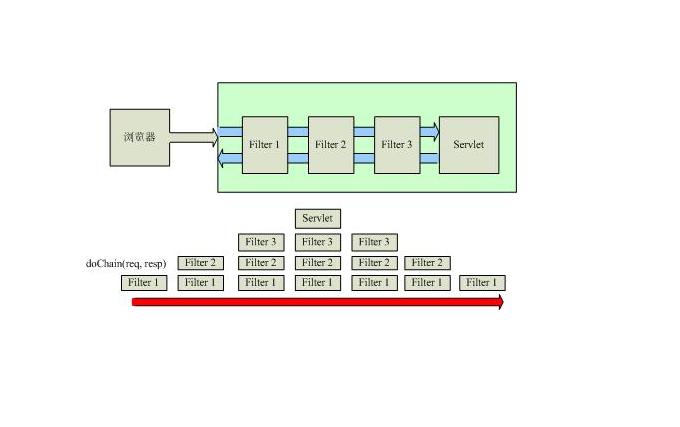 浏览器
Filter 1
Filter 2
Filter 3
Servlet
Servlet
Filter 3 Filter 3 Filter 3
doChain(req, resp) Filter 2 Filter 2 Filter 2 Filter 2 Filter 2
Filter 1 Filter 1 Filter 1 Filter 1 Filter 1 Filter 1 Filter 1